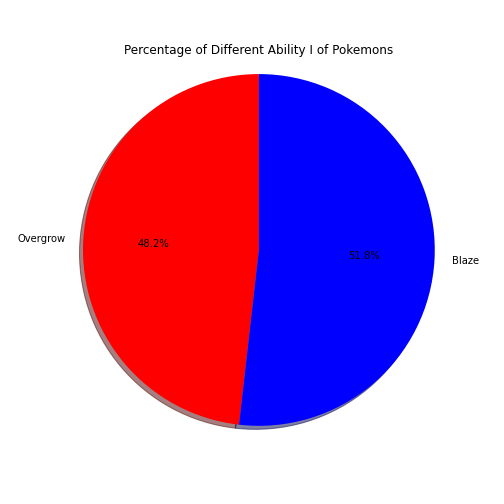 Percentage of Different Ability I of Pokemons
Overgrow
48.2%
51.8%
Blaze